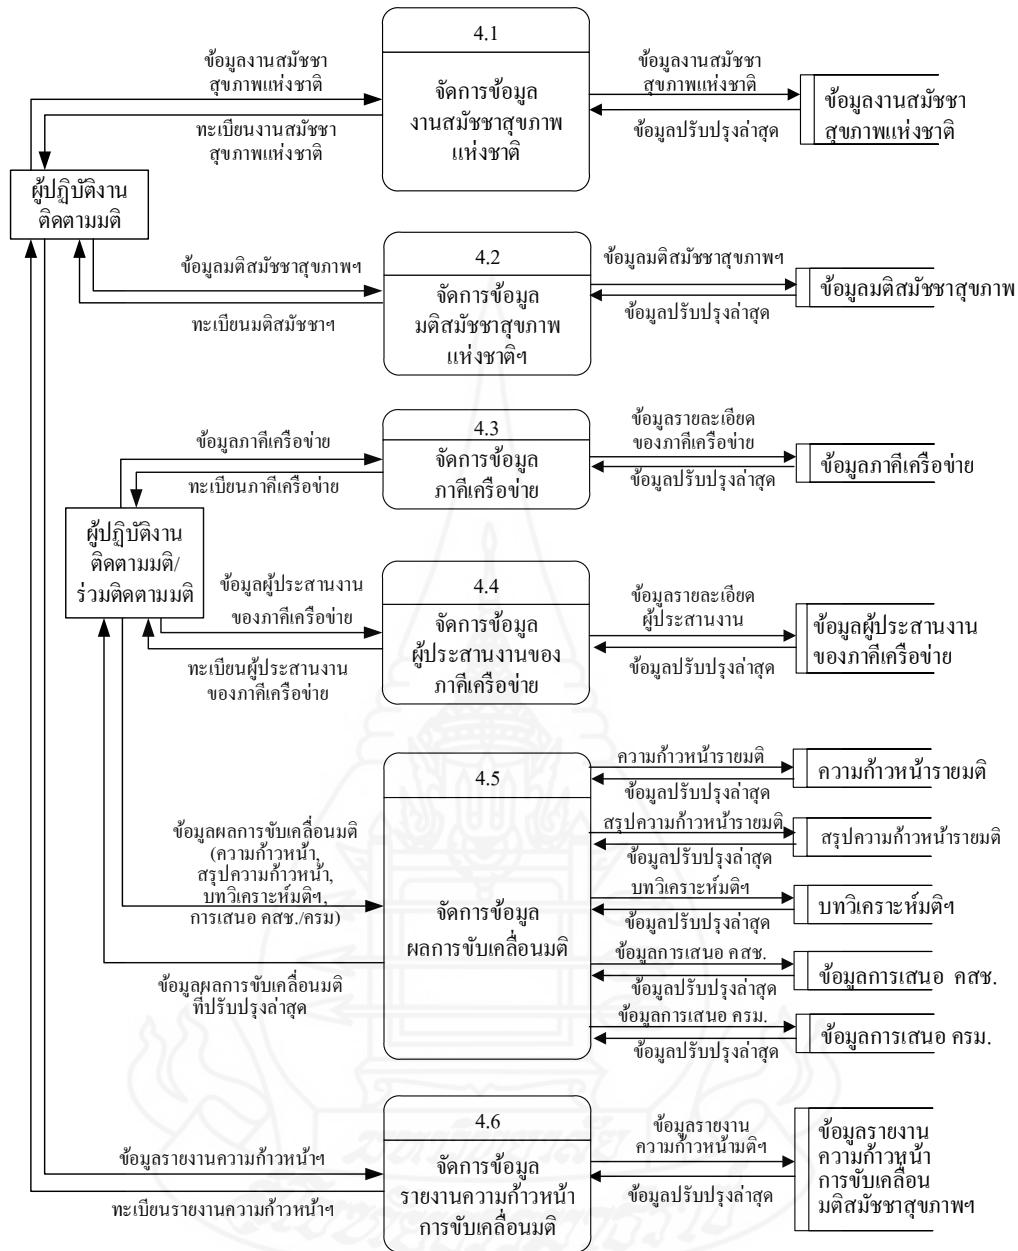 4.1
ข้อมูลงานสมัชชา
สุขภาพแห่งชาติ
จัดการข้อมูล
งานสมัชชาสุขภาพ
แห่งชาติ
ทะเบียนงานสมัชชา
สุขภาพแห่งชาติ
ข้อมูลงานสมัชชา
สุขภาพแห่งชาติ
ข้อมูลปรับปรุงล่าสุด
ข้อมูลงานสมัชชา
สุขภาพแห่งชาติ
ผู้ปฏิบัติงาน
ติดตามมติ
4.2
ข้อมูลมติสมัชชาสุขภาพฯ
ทะเบียนมติสมัชชาฯ
จัดการข้อมูล
มติสมัชชาสุขภาพ
แห่งชาติฯ
ข้อมูลมติสมัชชาสุขภาพฯ
ข้อมูลปรับปรุงล่าสุด
ข้อมูลมติสมัชชาสุขภาพ
4.3
ข้อมูลภาคีเครือข่าย
ทะเบียนภาคีเครือข่าย
จัดการข้อมูล
ภาคีเครือข่าย
ข้อมูลรายละเอียด
ของภาคีเครือข่าย
ข้อมูลปรับปรุงล่าสุด
ข้อมูลภาคีเครือข่าย
ผู้ปฏิบัติงาน
ติดตามมติ/
ร่วมติดตามมติ
4.4
ข้อมูลผู้ประสานงาน
ของภาคีเครือข่าย
ทะเบียนผู้ประสานงาน
ของภาคีเครือข่าย
จัดการข้อมูล
ผู้ประสานงานของ
ภาคีเครือข่าย
ข้อมูลรายละเอียด
ผู้ประสานงาน
ข้อมูลปรับปรุงล่าสุด
ข้อมูลผู้ประสานงาน
ของภาคีเครือข่าย
4.5
ข้อมูลผลการขับเคลื่อนมติ
(ความก้าวหน้า,
สรุปความก้าวหน้า,
บทวิเคราะห์มติฯ,
การเสนอ คสช./ครม)
ข้อมูลผลการขับเคลื่อนมติ
ที่ปรับปรุงล่าสุด
จัดการข้อมูล
ผลการขับเคลื่อนมติ
ความก้าวหน้ารายมติ
ข้อมูลปรับปรุงล่าสุด
ความก้าวหน้ารายมติ
สรุปความก้าวหน้ารายมติ
ข้อมูลปรับปรุงล่าสุด
สรุปความก้าวหน้ารายมติ
บทวิเคราะห์มติฯ
ข้อมูลปรับปรุงล่าสุด
บทวิเคราะห์มติฯ
ข้อมูลการเสนอ คสช.
ข้อมูลปรับปรุงล่าสุด
ข้อมูลการเสนอ คสช.
ข้อมูลการเสนอ ครม.
ข้อมูลปรับปรุงล่าสุด
ข้อมูลการเสนอ ครม.
4.6
ข้อมูลรายงานความก้าวหน้าฯ
ทะเบียนรายงานความก้าวหน้าฯ
จัดการข้อมูล
รายงานความก้าวหน้า
การขับเคลื่อนมติ
ข้อมูลรายงาน
ความก้าวหน้ามติฯ
ข้อมูลปรับปรุงล่าสุด
ข้อมูลรายงาน
ความก้าวหน้า
การขับเคลื่อน
มติสมัชชาสุขภาพฯ